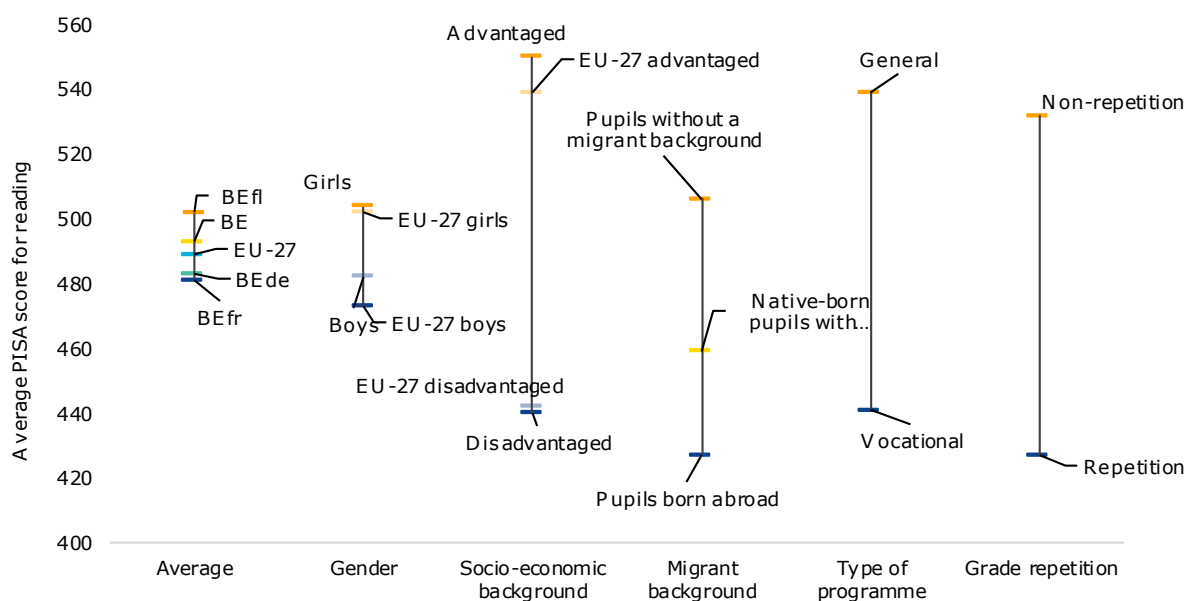 Average PISA score for reading
560
540
520
500
480
460
440
420
400
BEfl
BE
EU-27
BEde
BEfr
Girls
EU-27 girls
Boys
EU-27 boys
Advantaged
EU-27 advantaged
EU-27 disadvantaged
Disadvantaged
Pupils without a
migrant background
Native-born
pupils with...
Pupils born abroad
General
Vocational
Non-repetition
Repetition
Average
Gender
Socio-economic
background
Migrant
background
Type of
programme
Grade repetition